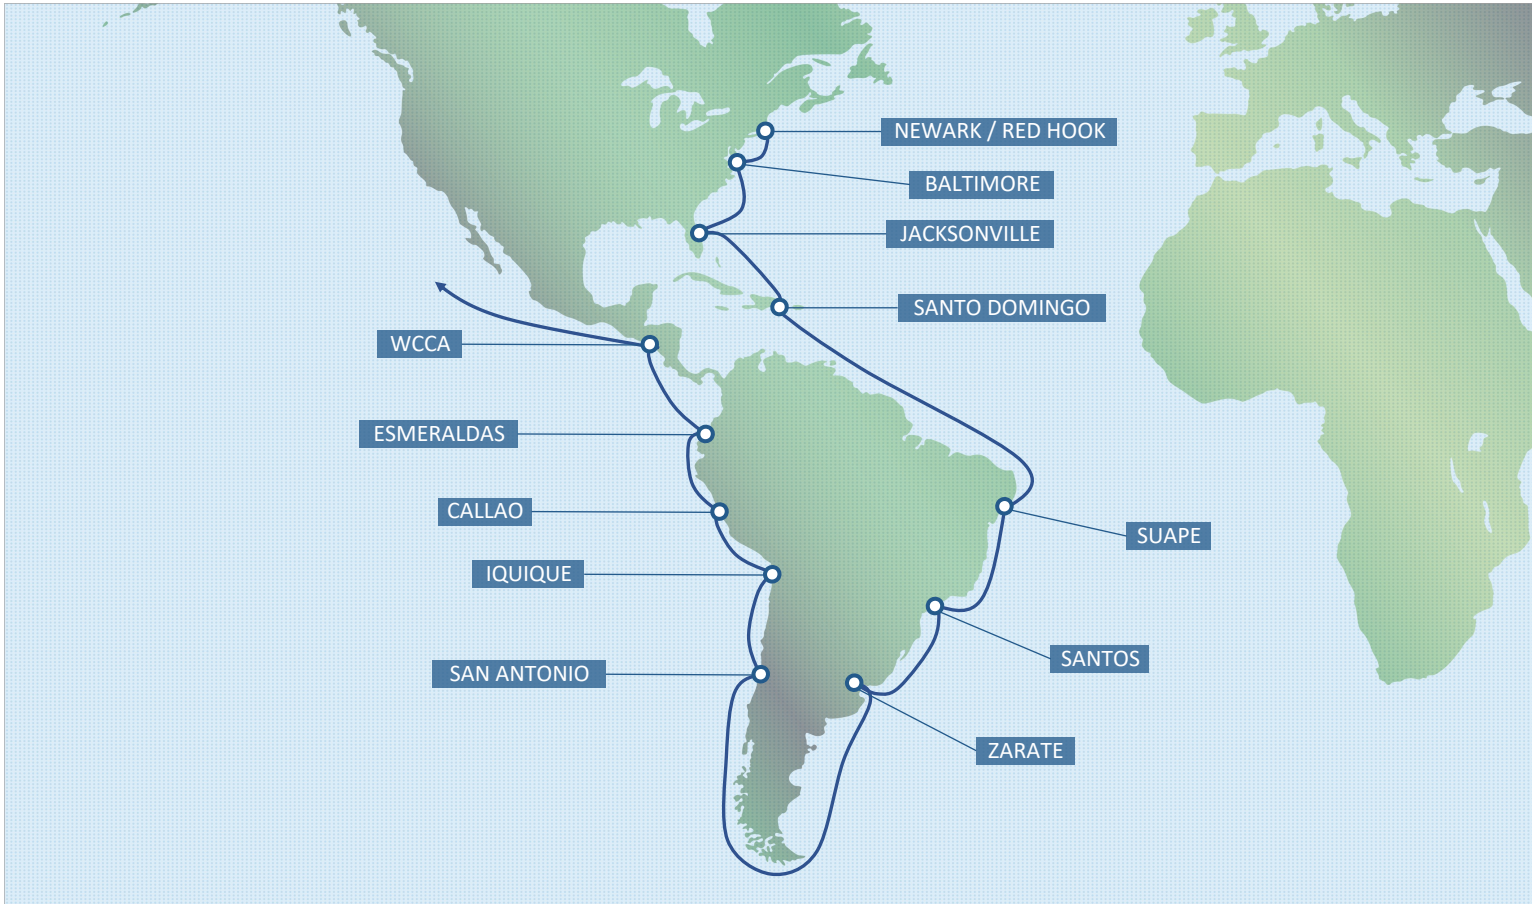 NEWARK / RED HOOK
BALTIMORE
JACKSONVILLE
SANTO DOMINGO
WCCA
ESMERALDAS
CALLAO
SUAPE
IQUIQUE
SANTOS
SAN ANTONIO
ZARATE